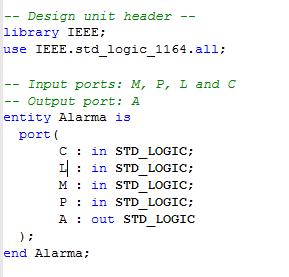 -- Design unit header --
library IEEE;
use IEEE.std_logic_1164.all;

-- Input ports: M, P, L and C
-- Output port: A
entity Alarma is
  port(
       C : in STD_LOGIC;
       L : in STD_LOGIC;
       M : in STD_LOGIC;
       P : in STD_LOGIC;
       A : out STD_LOGIC
  );
end Alarma;